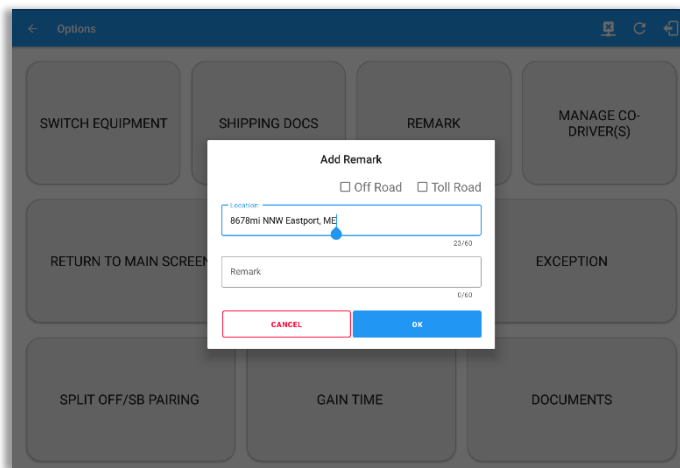 Options
SWITCH EQUIPMENT
SHIPPING DOCS
REMARK
MANAGE CO-
DRIVER(S)
Add Remark
Off Road
Toll Road
Location
8678mi NNW Eastport, ME
23/60
RETURN TO MAIN SCREEN
Remark
EXCEPTION
0/60
CANCEL
OK
SPLIT OFF/SB PAIRING
GAIN TIME
DOCUMENTS